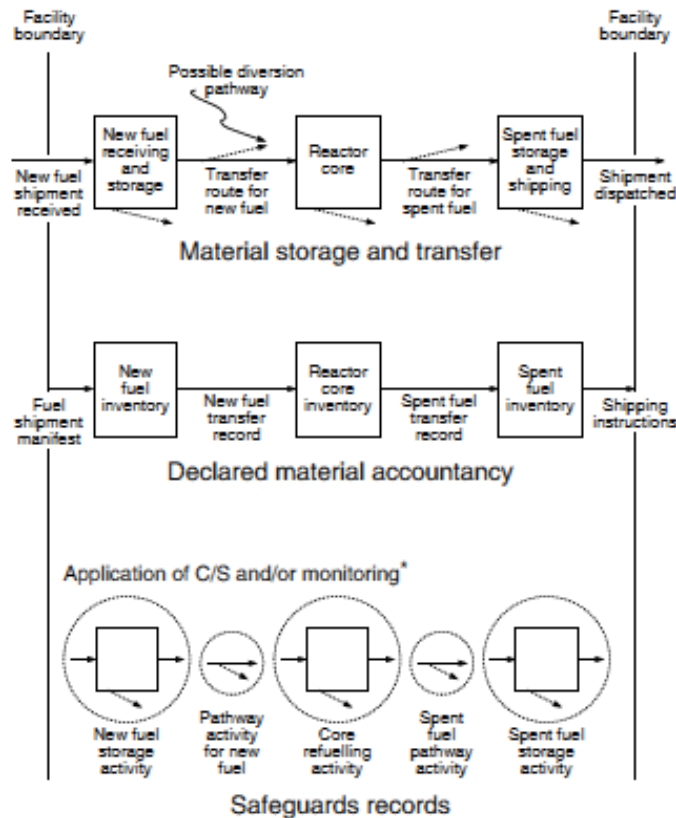 Facility
boundary
Facility
boundary
Possible diversion
pathway
New fuel
receiving
and
storage
Reactor
core
Spent fuel
storage
and
shipping
New fuel
shipment
received
Transfer
route for
new fuel
Transfer
route for
spent fuel
Shipment
dispatched
Material storage and transfer
New
fuel
inventory
Reactor
core
inventory
Spent
fuel
inventory
Fuel
shipment
manifest
New fuel
transfer
record
Spent fuel
transfer
record
Shipping
instructions
Declared material accountancy
Application of C/S and/or monitoring*
New fuel
storage
activity
Pathway
activity
for new
fuel
Core
refuelling
activity
Spent
fuel
pathway
activity
Spent fuel
storage
activity
Safeguards records